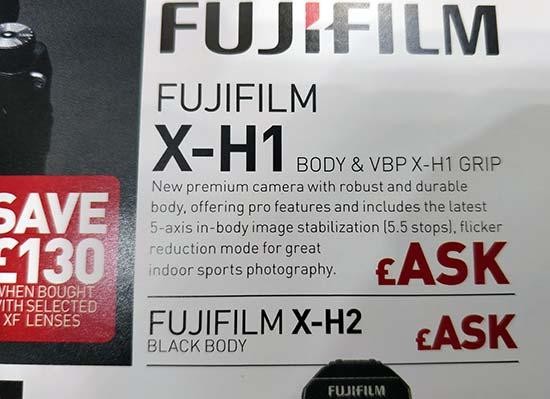 FUJIFILM
FUJIFILM
X-H1 BODY & VBP X-H1 GRIP
New premium camera with robust and durable
body, offering pro features and includes the latest
5-axis in-body image stabilization (5.5 stops), flicker
reduction mode for great
indoor sports photography.
£ASK
SAVE
£130
WHEN BOUGHT
WITH SELECTED
XF LENSES
FUJIFILM X-H2
BLACK BODY
£ASK
FUJIFILM